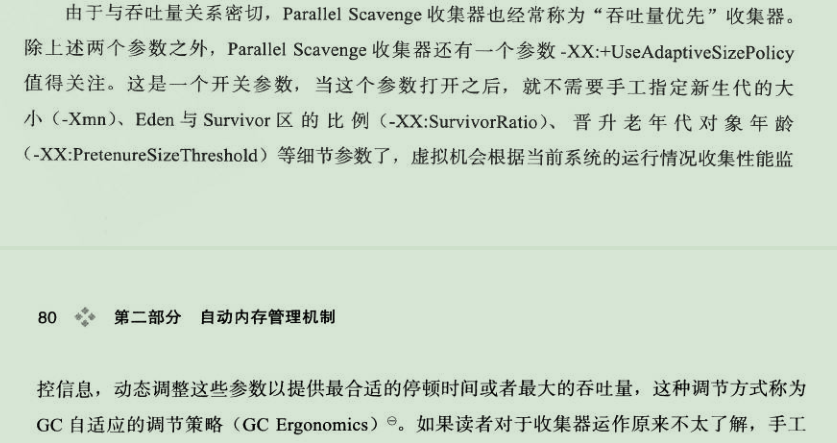 由于与吞吐量关系密切，Parallel Scavenge 收集器也经常称为“吞吐量优先”收集器。
除上述两个参数之外，Parallel Scavenge 收集器还有一个参数 -XX:+UseAdaptiveSizePolicy
值得关注。这是一个开关参数，当这个参数打开之后，就不需要手工指定新生代的大
小（-Xmn）、Eden 与 Survivor 区的比例（-XX:SurvivorRatio）、晋升老年代对象年龄
（-XX:PretenureSizeThreshold）等细节参数了，虚拟机会根据当前系统的运行情况收集性能监
80 第二部分 自动内存管理机制
控信息，动态调整这些参数以提供最合适的停顿时间或者最大的吞吐量，这种调节方式称为
GC 自适应的调节策略（GC Ergonomics）⊖。如果读者对于收集器运作原来不太了解，手工